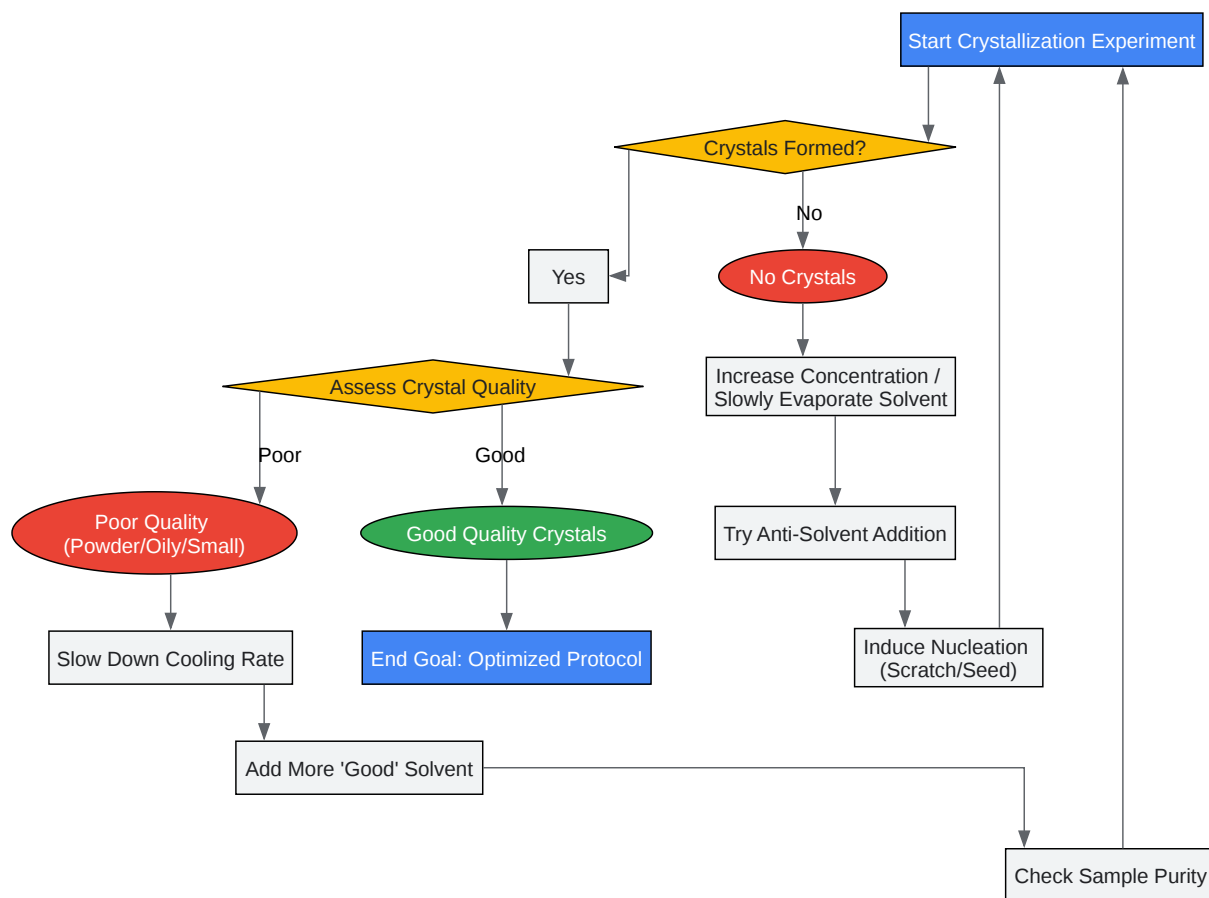 Start Crystallization Experiment
Crystals Formed?
No
Yes
No Crystals
Increase Concentration /
Slowly Evaporate Solvent
Assess Crystal Quality
Poor
Good
Poor Quality
(Powder/Oily/Small)
Good Quality Crystals
Try Anti-Solvent Addition
Slow Down Cooling Rate
End Goal: Optimized Protocol
Induce Nucleation
(Scratch/Seed)
Add More 'Good' Solvent
Check Sample Purity